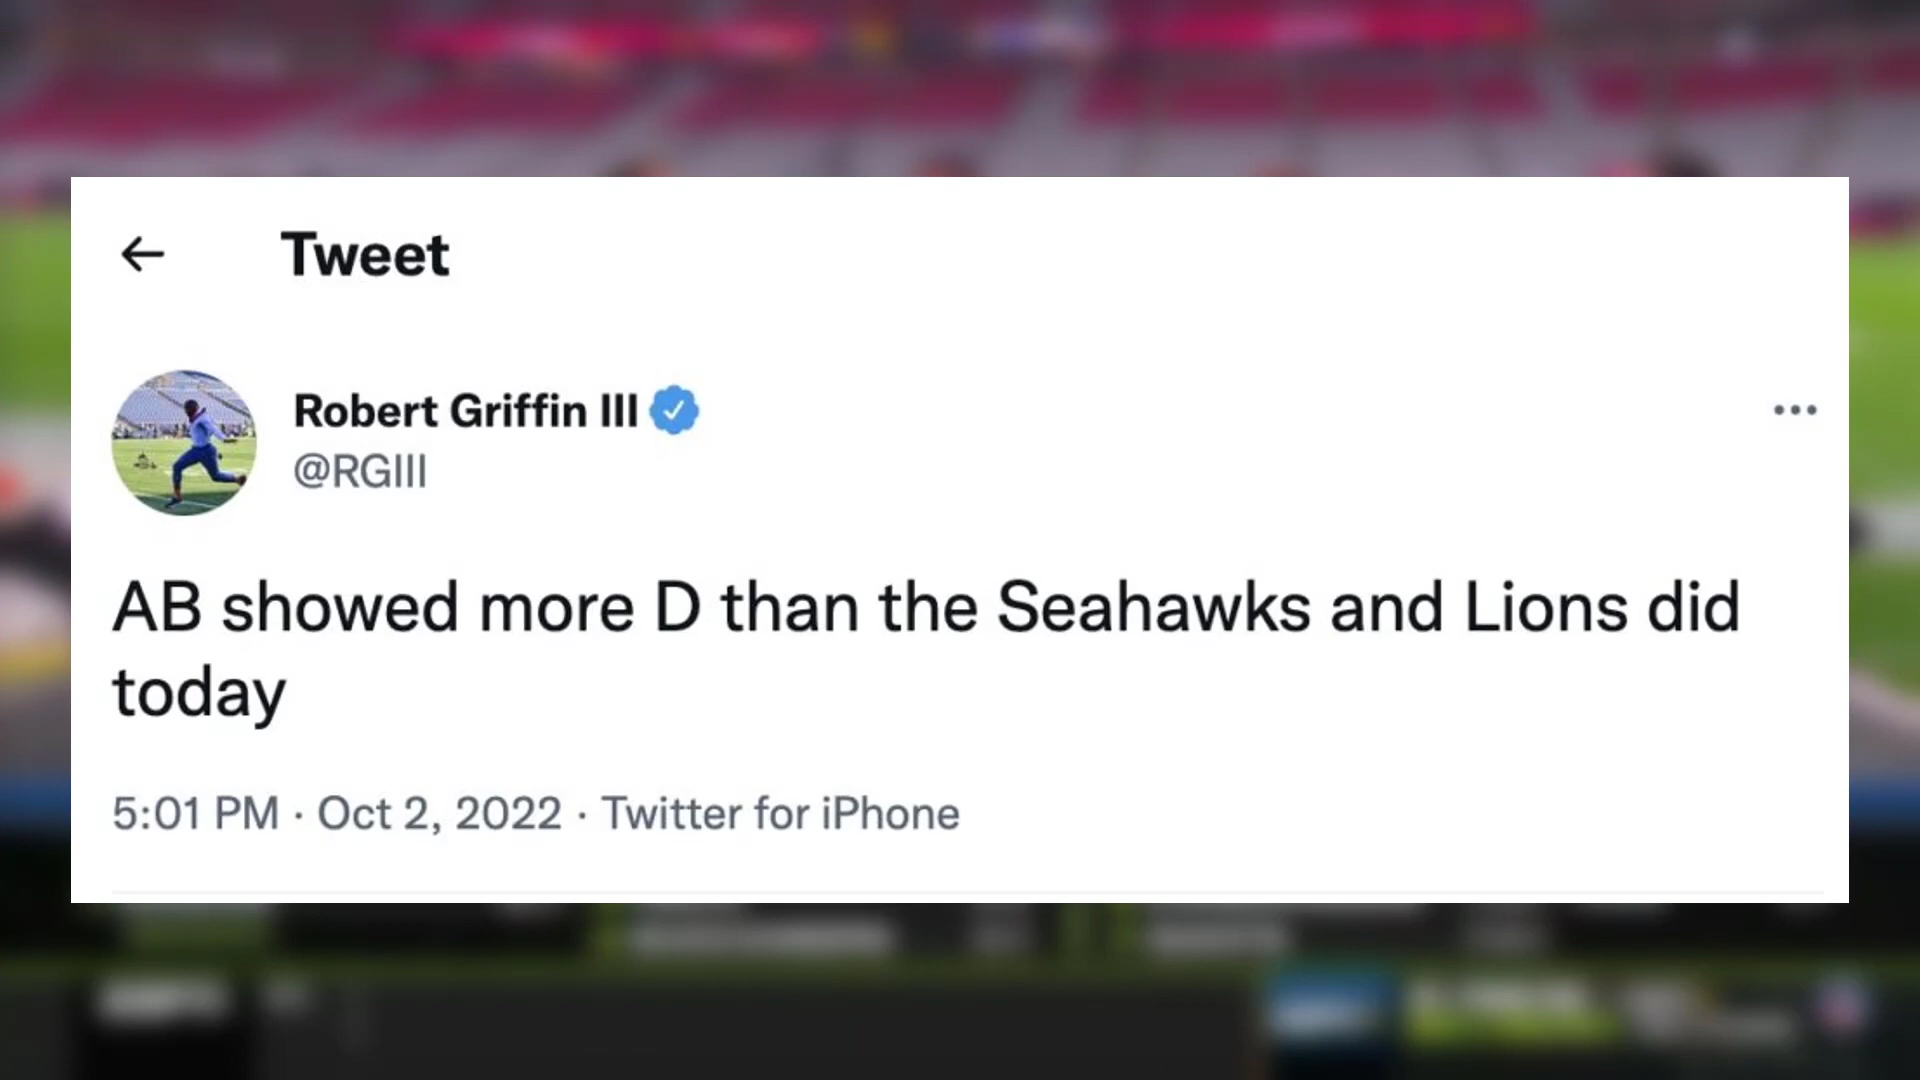 Tweet
Robert Griffin III
@RGIII
AB showed more D than the Seahawks and Lions did
today
5:01 PM · Oct 2, 2022 · Twitter for iPhone